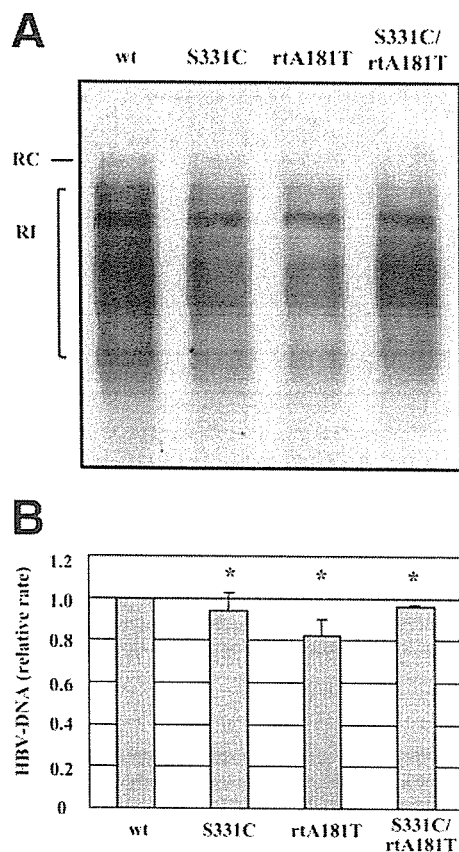 A
wt S331C rtA181T S331C/
rtA181T
RC
RI
B
HBV-DNA (relative rate)
1.2
1.0
0.8
0.6
0.4
0.2
0
* * *
wt S331C rtA181T S331C/
rtA181T